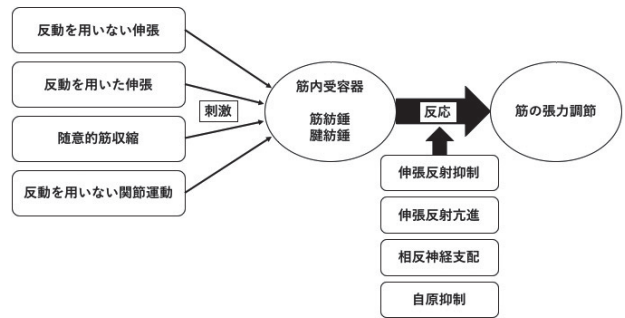 反動を用いない伸張
反動を用いた伸張
随意的筋収縮
反動を用いない関節運動
刺激
筋内受容器
筋紡錘
腱紡錘
反応
筋の張力調節
伸張反射抑制
伸張反射亢進
相反神経支配
自原抑制